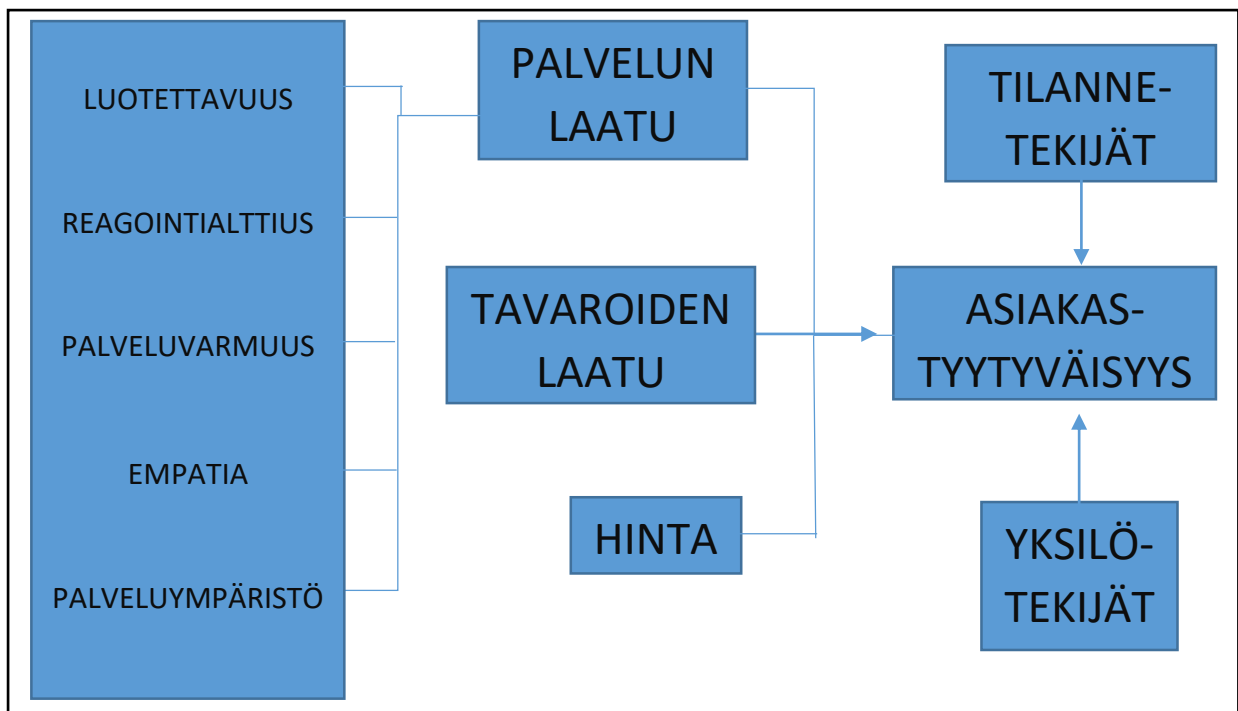 LUOTETTAVUUS
REAGOINTIALTTIUS
PALVELUVARMUUS
EMPATIA
PALVELUYMPÄRISTÖ
PALVELUN
LAATU
TAVAROIDEN
LAATU
HINTA
TILANNE-
TEKIJÄT
ASIAKAS-
TYYTYVÄISYYS
YKSILÖ-
TEKIJÄT